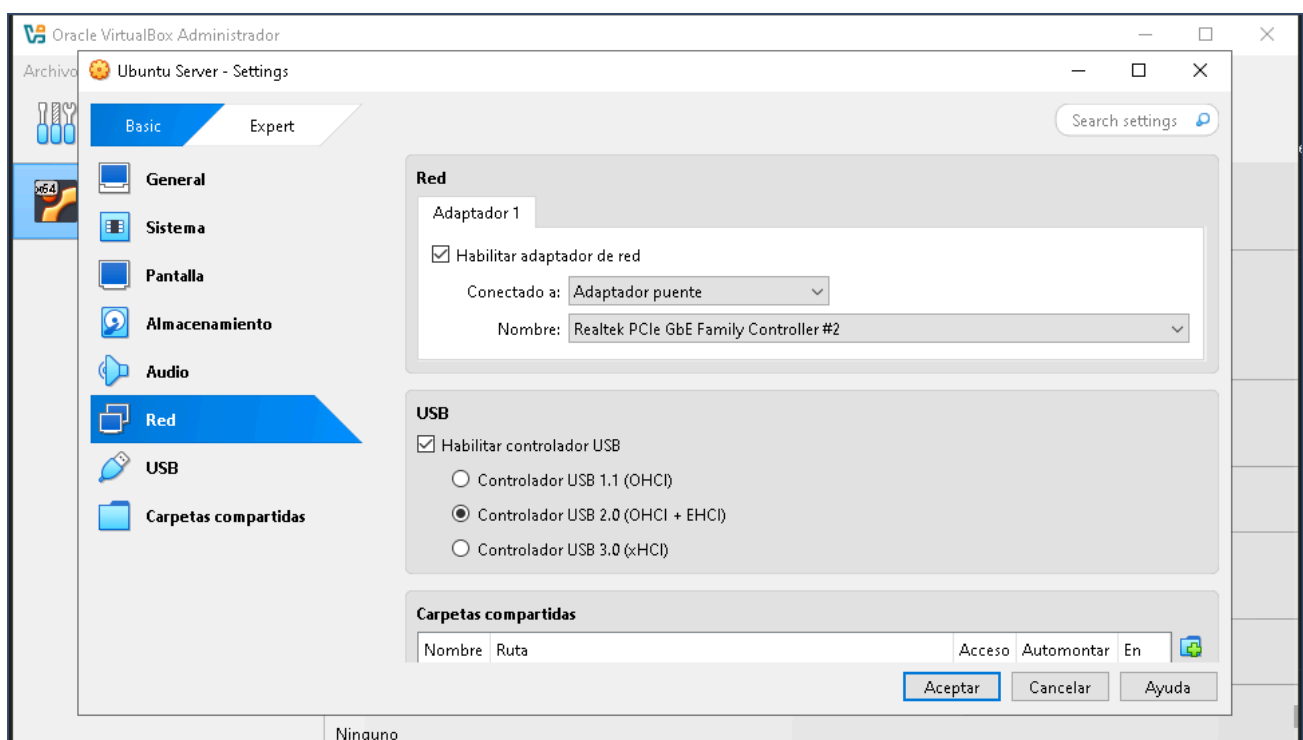 Oracle VirtualBox Administrador
Archivo
Ubuntu Server - Settings
Basic
Expert
Search settings
x64
General
Sistema
Pantalla
Almacenamiento
Audio
Red
USB
Carpetas compartidas
Red
Adaptador 1
Habilitar adaptador de red
Conectado a: Adaptador puente
Nombre: Realtek PCIe GbE Family Controller #2
USB
Habilitar controlador USB
Controlador USB 1.1 (OHCI)
Controlador USB 2.0 (OHCI + EHCI)
Controlador USB 3.0 (xHCI)
Carpetas compartidas
Nombre Ruta Acceso Automontar En
Aceptar Cancelar Ayuda
Ninguno